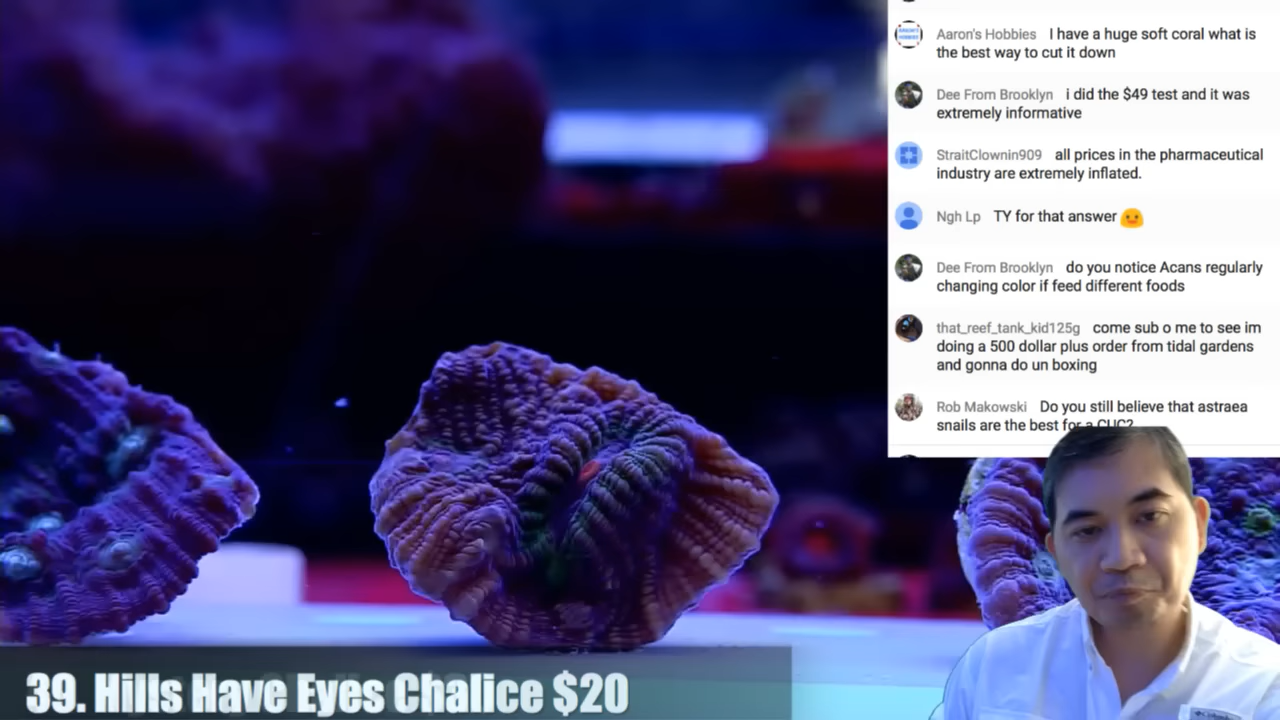 Aaron's Hobbies I have a huge soft coral what is
the best way to cut it down
Dee From Brooklyn i did the $49 test and it was
extremely informative
StraitClownin909 all prices in the pharmaceutical
industry are extremely inflated.
Ngh Lp TY for that answer
Dee From Brooklyn do you notice Acans regularly
changing color if feed different foods
that_reef_tank_kid125g come sub o me to see im
doing a 500 dollar plus order from tidal gardens
and gonna do un boxing
Rob Makowski Do you still believe that astraea
snails are the best for a CUC?
39. Hills Have Eyes Chalice $20